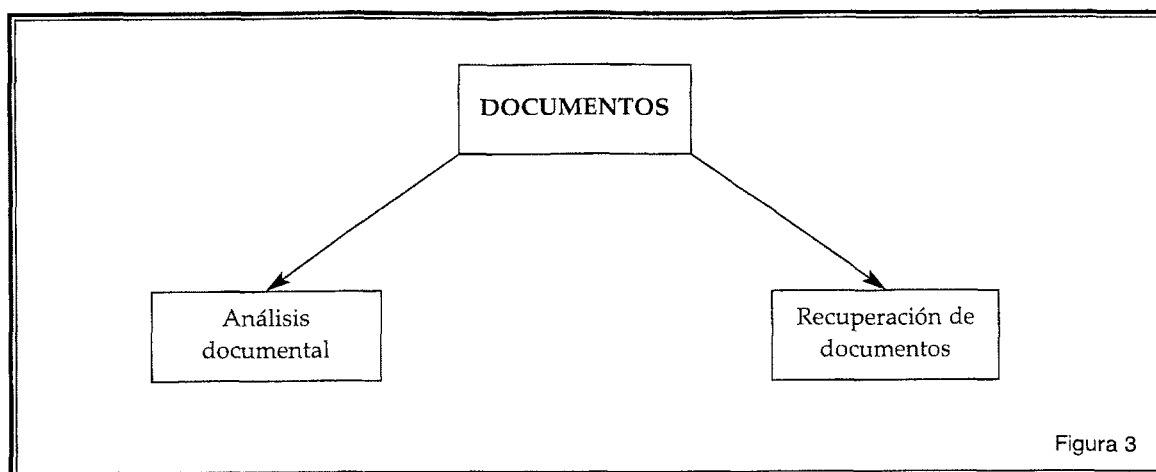 DOCUMENTOS
Análisis
documental
Recuperación de
documentos
Figura 3